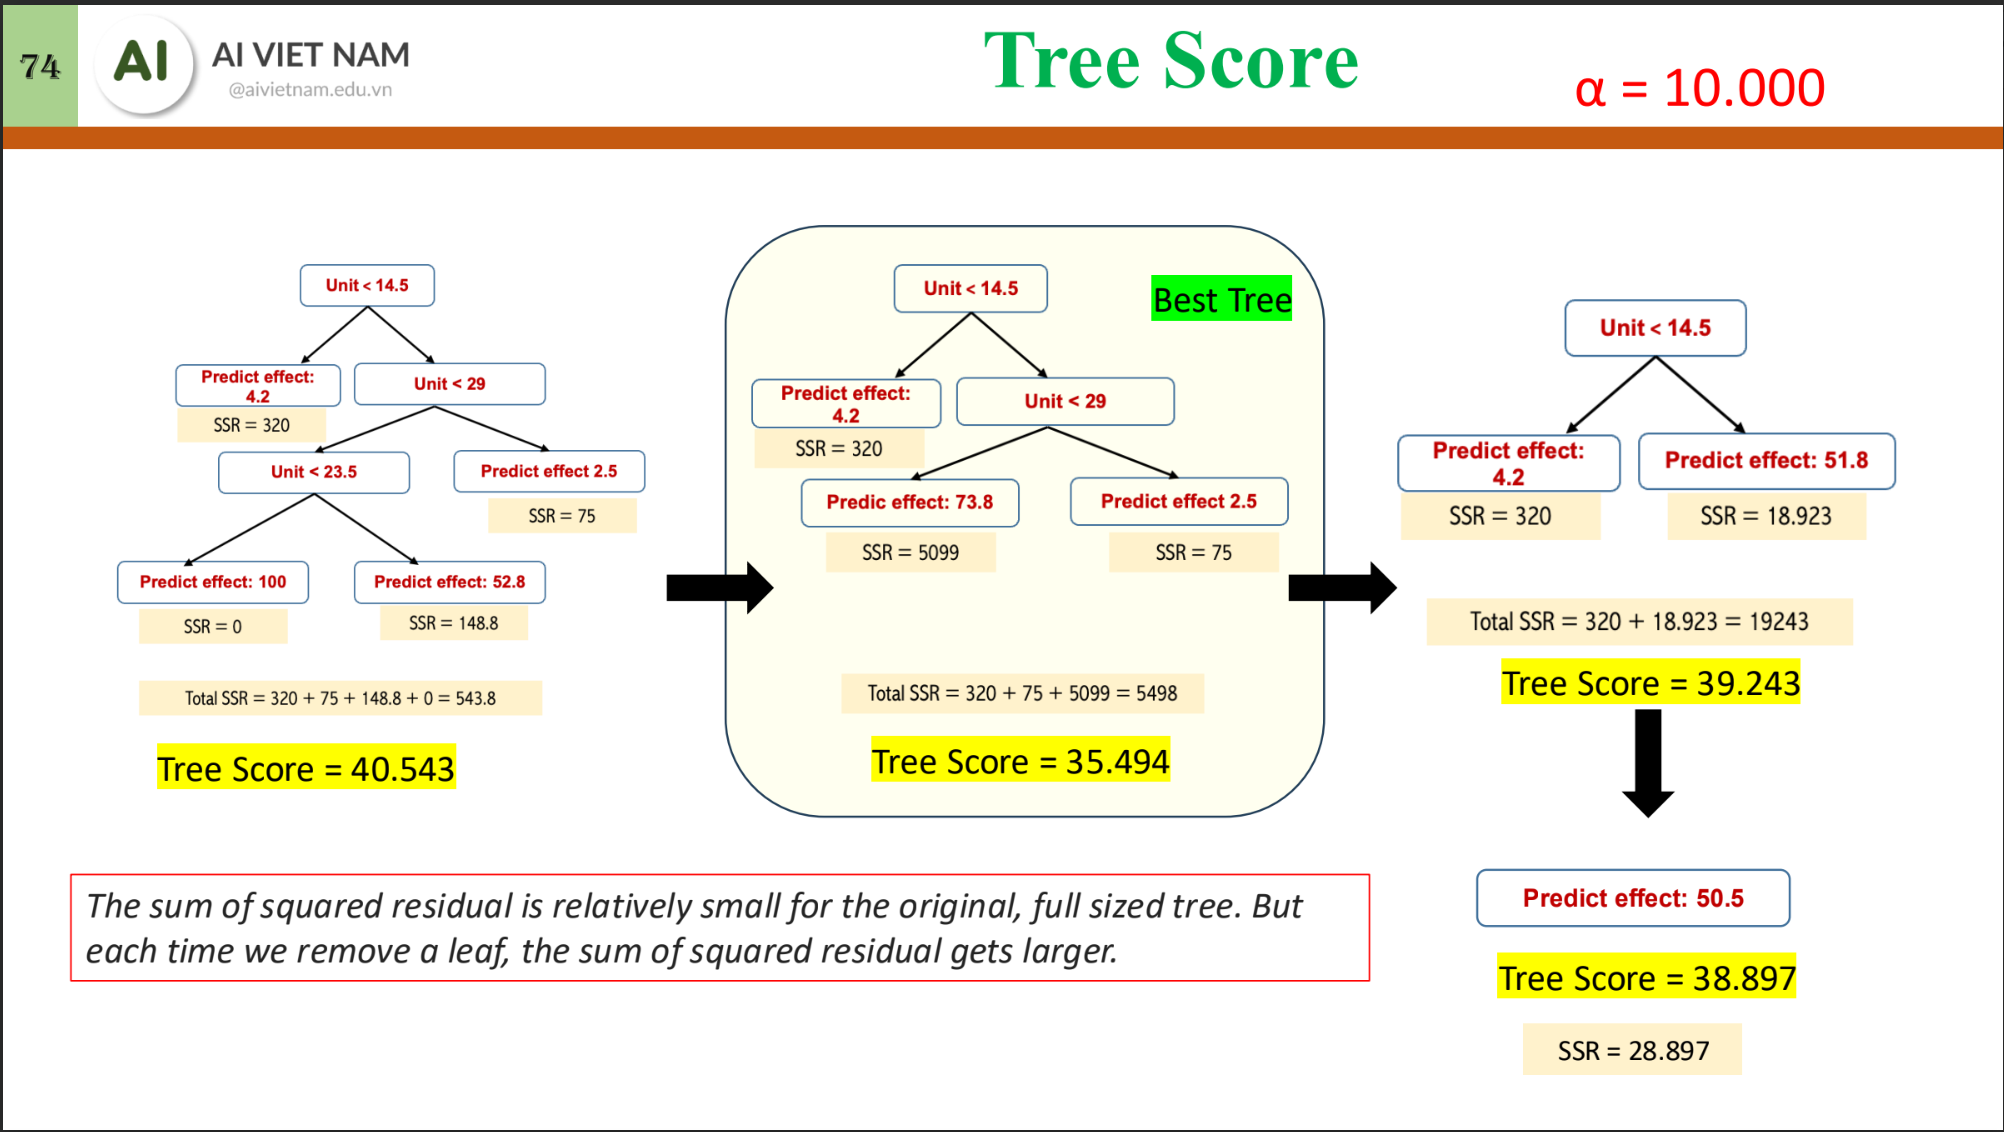 74
AI
AI VIET NAM
@aivietnam.edu.vn
Tree Score
α = 10.000
Unit < 14.5
Predict effect:
4.2
SSR = 320
Unit < 29
Unit < 23.5
Predict effect 2.5
SSR = 75
Predict effect: 100
SSR = 0
Predict effect: 52.8
SSR = 148.8
Total SSR = 320 + 75 + 148.8 + 0 = 543.8
Tree Score = 40.543
Best Tree
Unit < 14.5
Predict effect:
4.2
SSR = 320
Unit < 29
Predic effect: 73.8
SSR = 5099
Predict effect 2.5
SSR = 75
Total SSR = 320 + 75 + 5099 = 5498
Tree Score = 35.494
Unit < 14.5
Predict effect:
4.2
SSR = 320
Predict effect: 51.8
SSR = 18.923
Total SSR = 320 + 18.923 = 19243
Tree Score = 39.243
Predict effect: 50.5
Tree Score = 38.897
SSR = 28.897
The sum of squared residual is relatively small for the original, full sized tree. But
each time we remove a leaf, the sum of squared residual gets larger.